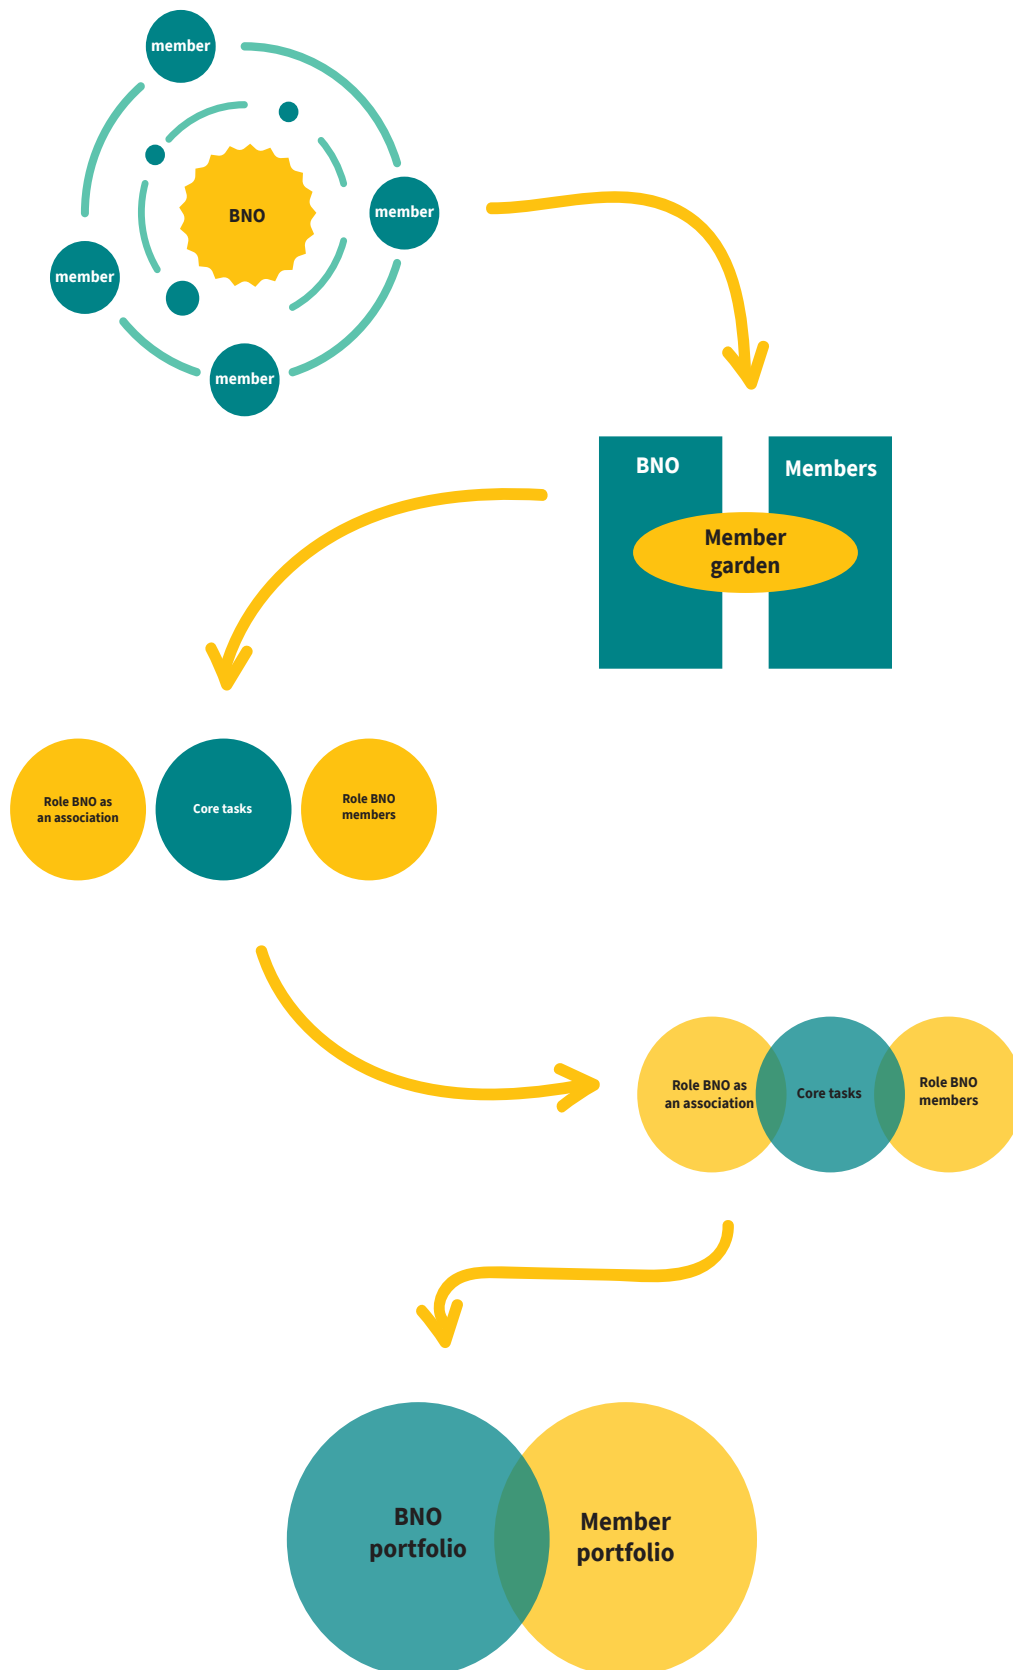 member
BNO
member
member
member
BNO
Members
Member
garden
Role BNO as
an association
Core tasks
Role BNO
members
Role BNO as
an association
Core tasks
Role BNO
members
BNO
portfolio
Member
portfolio